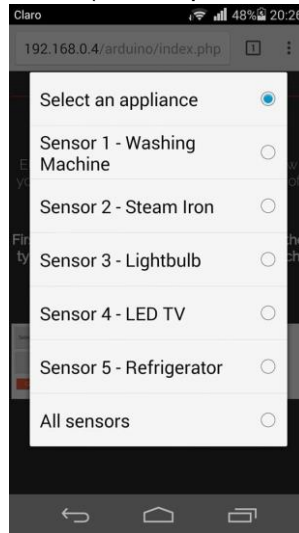 Claro 48% 20:26
192.168.0.4/arduino/index.php 1
Select an appliance
Sensor 1 - Washing
Machine
Sensor 2 - Steam Iron
Sensor 3 - Lightbulb
Sensor 4 - LED TV
Sensor 5 - Refrigerator
All sensors